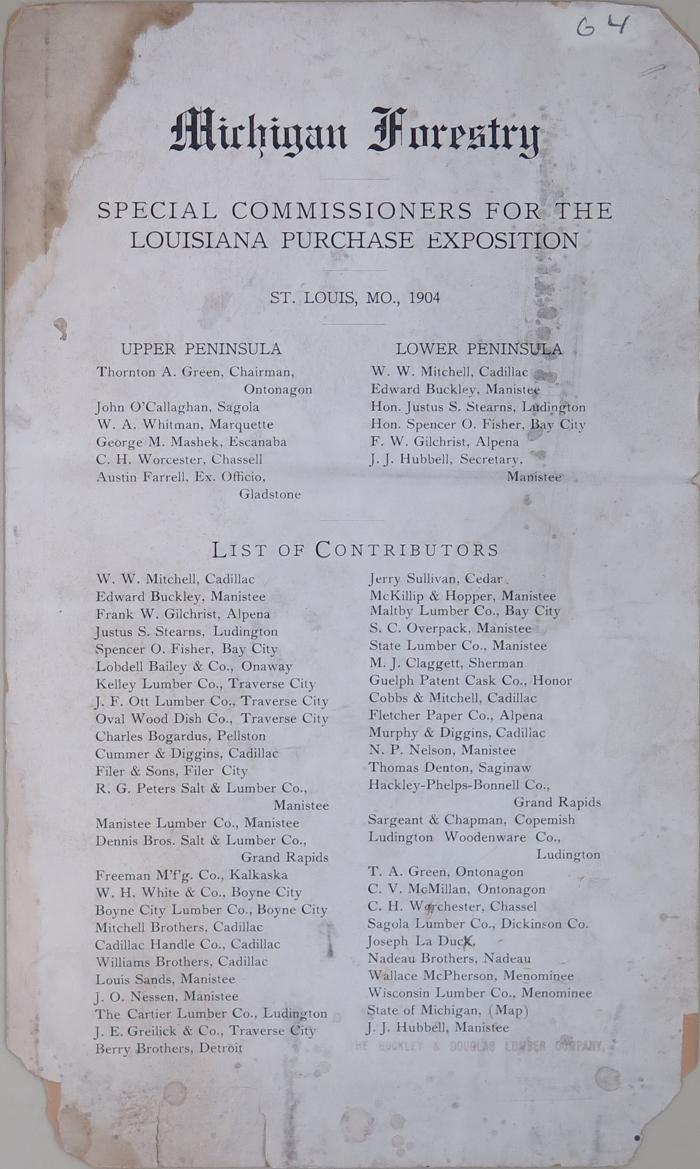 G 4
Michigan Forestry
SPECIAL COMMISSIONERS FOR THE
LOUISIANA PURCHASE EXPOSITION
ST. LOUIS, MO., 1904
UPPER PENINSULA
Thornton A. Green, Chairman,
Ontonagon
John O'Callaghan, Sagola
W. A. Whitman, Marquette
George M. Mashek, Escanaba
C. H. Worcester, Chassell
Austin Farrell, Ex. Officio,
Gladstone
LOWER PENINSULA
W. W. Mitchell, Cadillac
Edward Buckley, Manistee
Hon. Justus S. Stearns, Ludington
Hon. Spencer O. Fisher, Bay City
F. W. Gilchrist, Alpena
J. J. Hubbell, Secretary,
Manistee
LIST OF CONTRIBUTORS
W. W. Mitchell, Cadillac
Edward Buckley, Manistee
Frank W. Gilchrist, Alpena
Justus S. Stearns, Ludington
Spencer O. Fisher, Bay City
Lobdell Bailey & Co., Onaway
Kelley Lumber Co., Traverse City
J. F. Ott Lumber Co., Traverse City
Oval Wood Dish Co., Traverse City
Charles Bogardus, Pellston
Cummer & Diggins, Cadillac
Filer & Sons, Filer City
R. G. Peters Salt & Lumber Co.,
Manistee
Manistee Lumber Co., Manistee
Dennis Bros. Salt & Lumber Co.,
Grand Rapids
Freeman M'f'g. Co., Kalkaska
W. H. White & Co., Boyne City
Boyne City Lumber Co., Boyne City
Mitchell Brothers, Cadillac
Cadillac Handle Co., Cadillac
Williams Brothers, Cadillac
Louis Sands, Manistee
J. O. Nessen, Manistee
The Cartier Lumber Co., Ludington
J. E. Greilick & Co., Traverse City
Berry Brothers, Detroit
Jerry Sullivan, Cedar
McKillip & Hopper, Manistee
Maltby Lumber Co., Bay City
S. C. Overpack, Manistee
State Lumber Co., Manistee
M. J. Claggett, Sherman
Guelph Patent Cask Co., Honor
Cobbs & Mitchell, Cadillac
Fletcher Paper Co., Alpena
Murphy & Diggins, Cadillac
N. P. Nelson, Manistee
Thomas Denton, Saginaw
Hackley-Phelps-Bonnell Co.,
Grand Rapids
Sargeant & Chapman, Copemish
Ludington Woodenware Co.,
Ludington
T. A. Green, Ontonagon
C. V. McMillan, Ontonagon
C. H. Worchester, Chassel
Sagola Lumber Co., Dickinson Co.
Joseph La Duck,
Nadeau Brothers, Nadeau
Wallace McPherson, Menominee
Wisconsin Lumber Co., Menominee
State of Michigan, (Map)
J. J. Hubbell, Manistee
HE BUCKLEY & DOUGLAS LUMBER COMPANY,